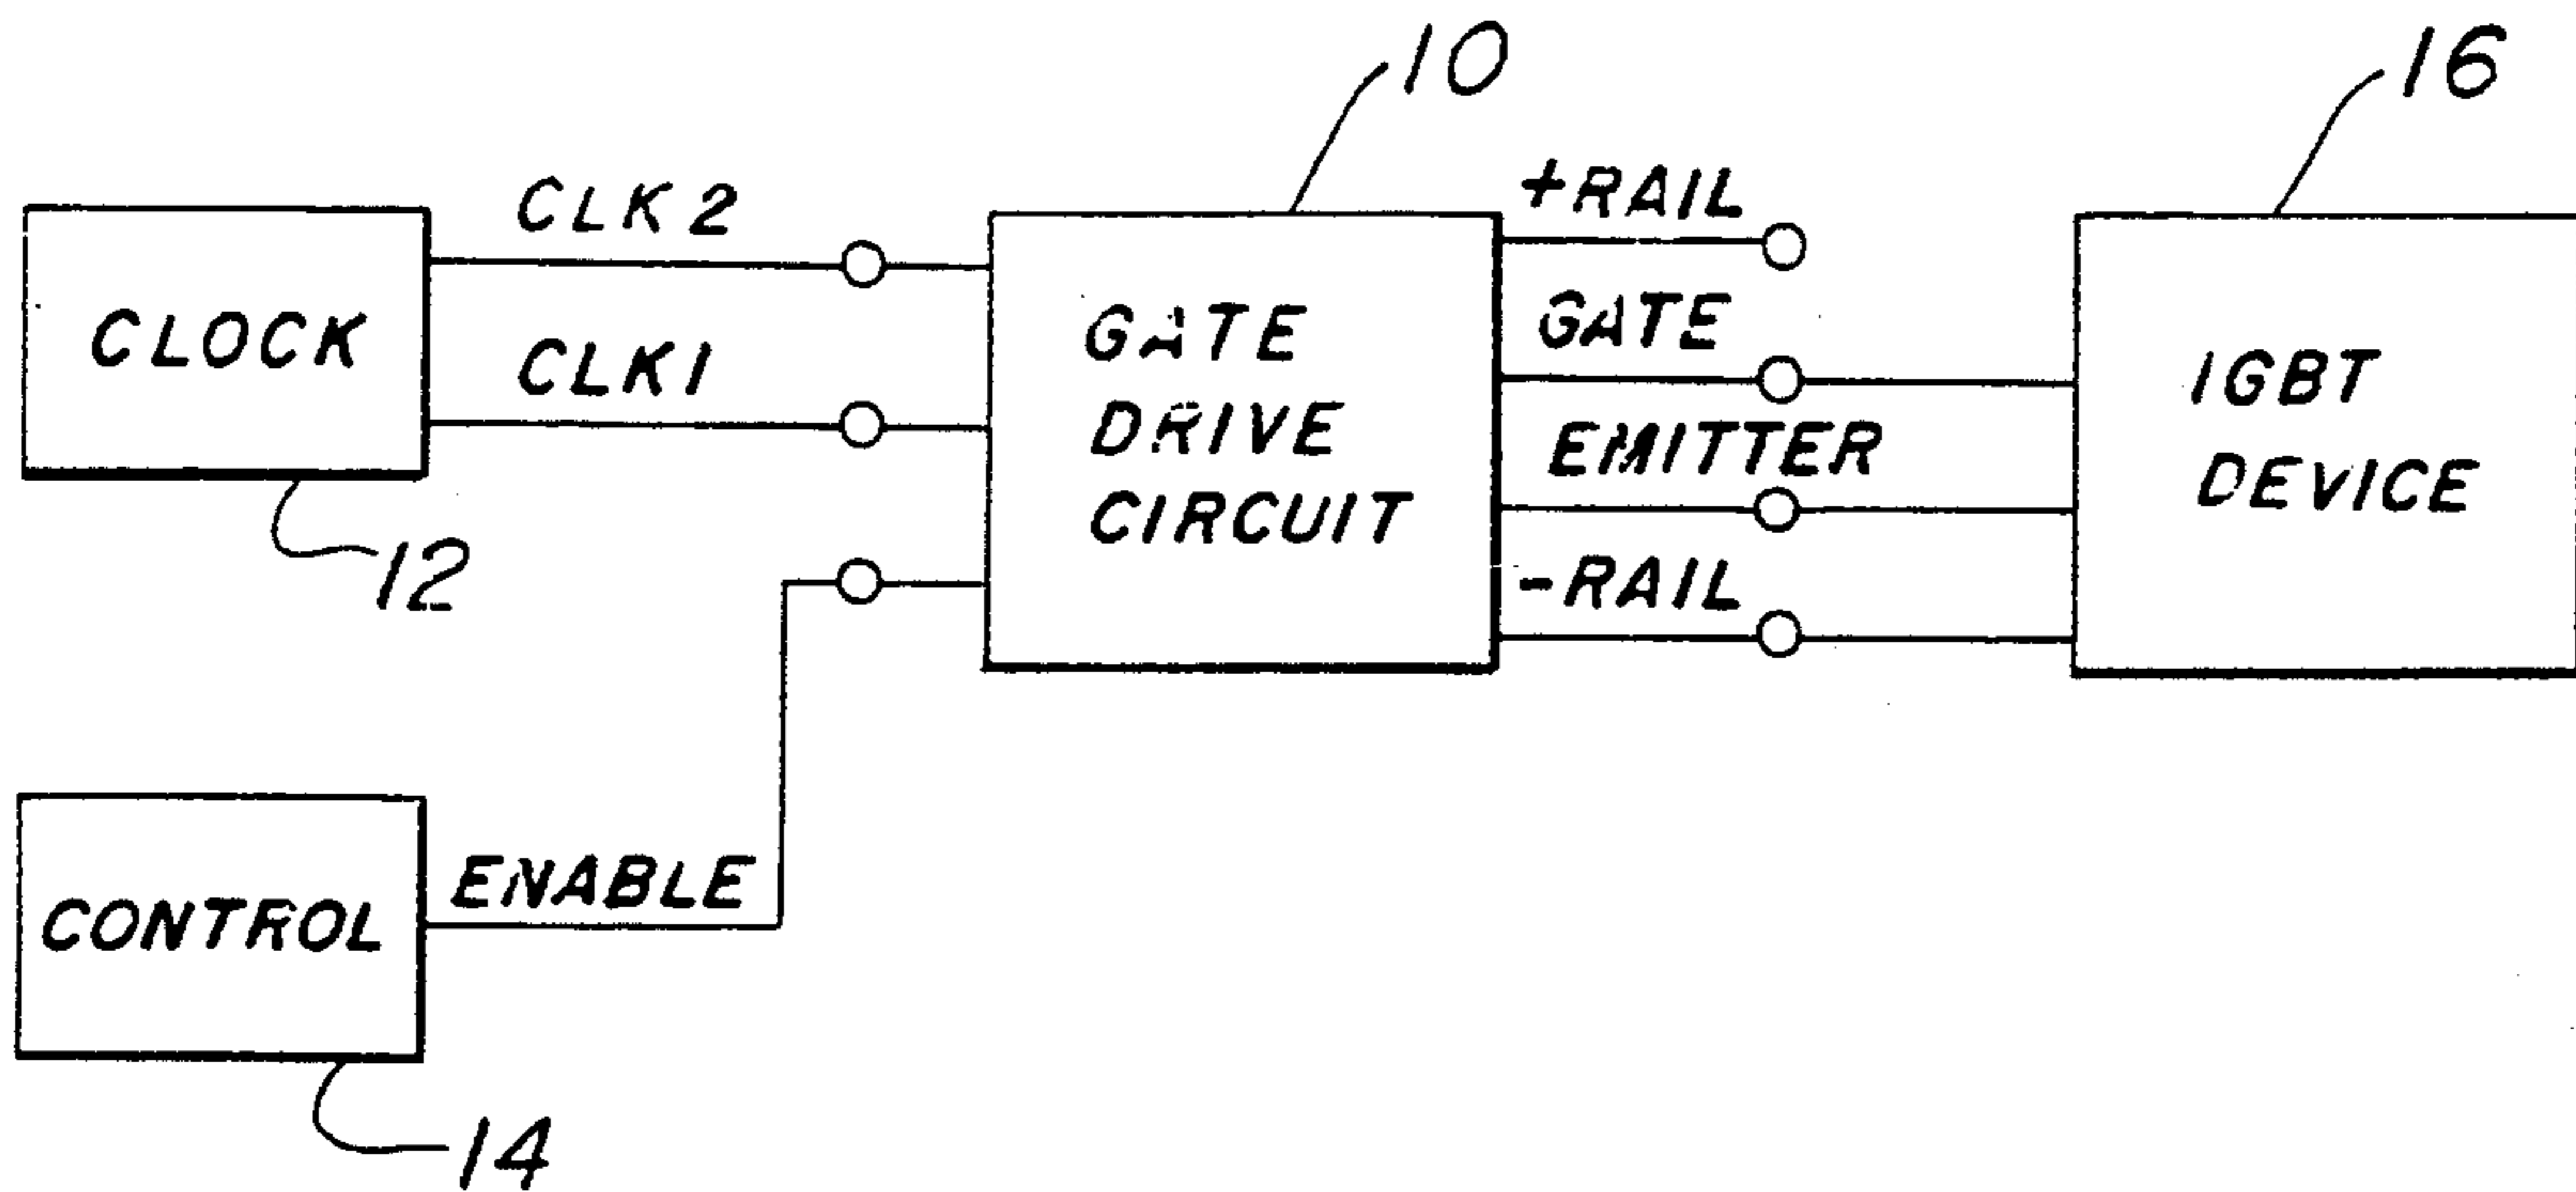 10
16
CLK2
+RAIL
CLOCK
CLK1
GATE
DRIVE
CIRCUIT
GATE
EMITTER
-RAIL
IGBT
DEVICE
12
ENABLE
CONTROL
14